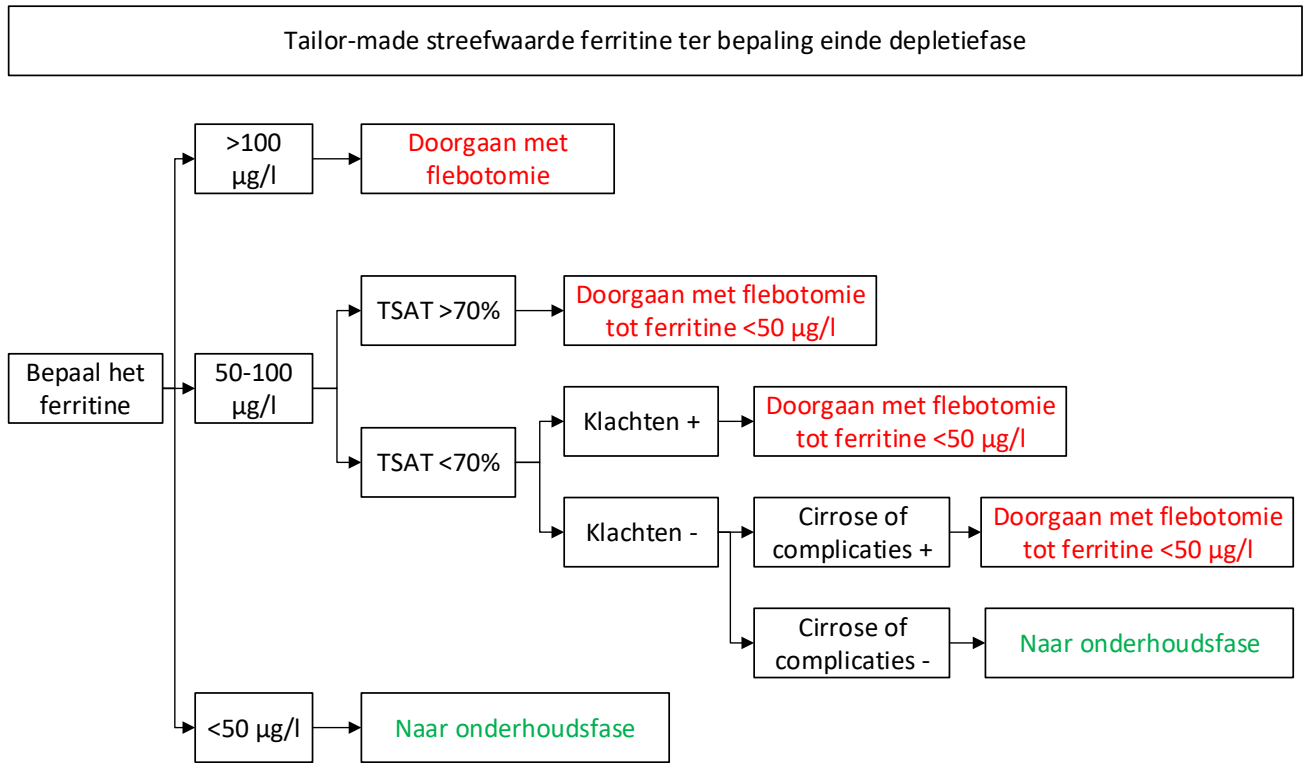 Tailor-made streefwaarde ferritine ter bepaling einde depletiefase
>100
µg/l
Doorgaan met
flebotomie
TSAT >70%
Doorgaan met flebotomie
tot ferritine <50 µg/l
Bepaal het
ferritine
50-100
µg/l
Klachten +
Doorgaan met flebotomie
tot ferritine <50 µg/l
TSAT <70%
Klachten -
Cirrose of
complicaties +
Doorgaan met flebotomie
tot ferritine <50 µg/l
Cirrose of
complicaties -
Naar onderhoudsfase
<50 µg/l
Naar onderhoudsfase